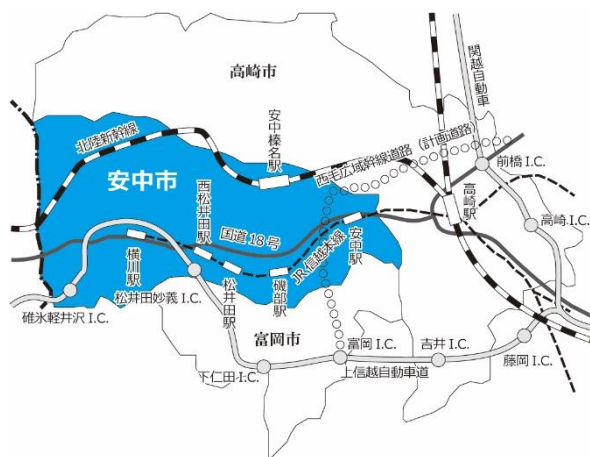 関越自動車
高崎市
北陸新幹線
安中榛名駅
西毛広域幹線道路（計画道路）
前橋 I.C.
安中市
西松井田駅
国道18号
高崎駅
高崎 I.C.
安中駅
JR信越本線
横川駅
松井田妙義 I.C.
松井田駅
磯部駅
碓氷軽井沢 I.C.
富岡市
富岡 I.C.
吉井 I.C.
藤岡 I.C.
下仁田 I.C.
上信越自動車道